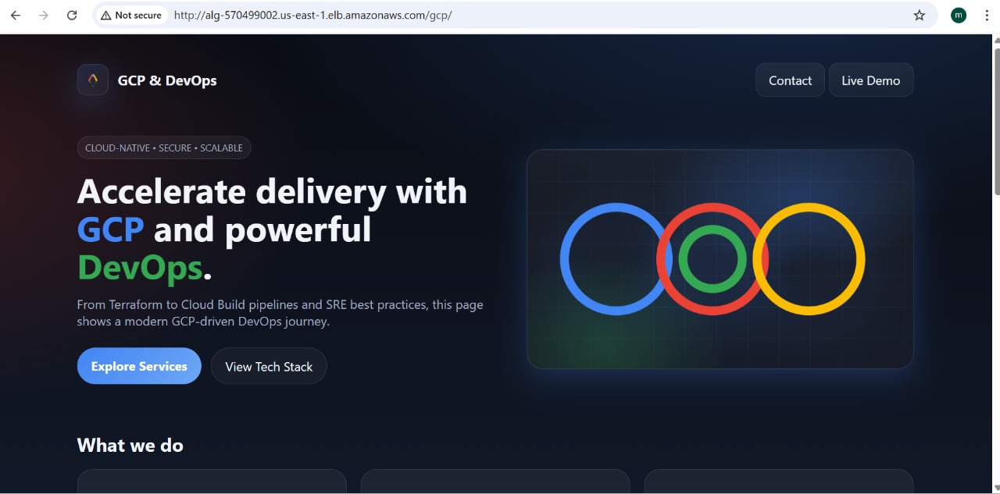 Not secure
http://alg-570499002.us-east-1.elb.amazonaws.com/gcp/
m
GCP & DevOps
Contact
Live Demo
CLOUD-NATIVE • SECURE • SCALABLE
Accelerate delivery with
GCP and powerful
DevOps.
From Terraform to Cloud Build pipelines and SRE best practices, this page
shows a modern GCP-driven DevOps journey.
Explore Services
View Tech Stack
What we do